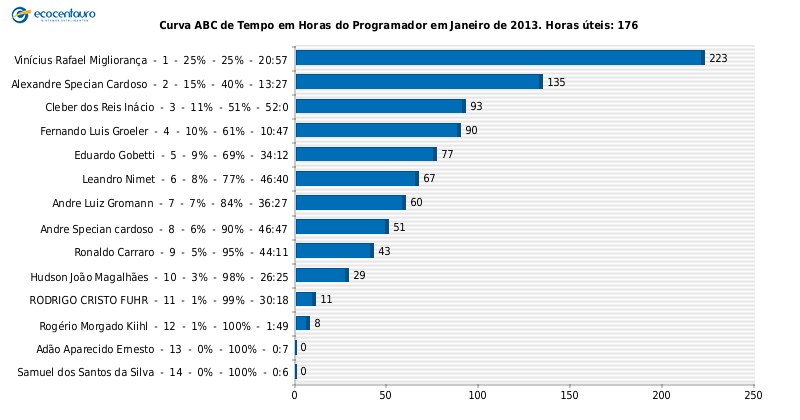 ecocentauro
Curva ABC de Tempo em Horas do Programador em Janeiro de 2013. Horas úteis: 176
Vinícius Rafael Migliorança - 1 - 25% - 25% - 20:57 223
Alexandre Specian Cardoso - 2 - 15% - 40% - 13:27 135
Cleber dos Reis Inácio - 3 - 11% - 51% - 52:0 93
Fernando Luis Groeler - 4 - 10% - 61% - 10:47 90
Eduardo Gobetti - 5 - 9% - 69% - 34:12 77
Leandro Nimet - 6 - 8% - 77% - 46:40 67
Andre Luiz Gromann - 7 - 7% - 84% - 36:27 60
Andre Specian cardoso - 8 - 6% - 90% - 46:47 51
Ronaldo Carraro - 9 - 5% - 95% - 44:11 43
Hudson João Magalhães - 10 - 3% - 98% - 26:25 29
RODRIGO CRISTO FUHR - 11 - 1% - 99% - 30:18 11
Rogério Morgado Kiihl - 12 - 1% - 100% - 1:49 8
Adão Aparecido Ernesto - 13 - 0% - 100% - 0:7 0
Samuel dos Santos da Silva - 14 - 0% - 100% - 0:6 0
0 50 100 150 200 250